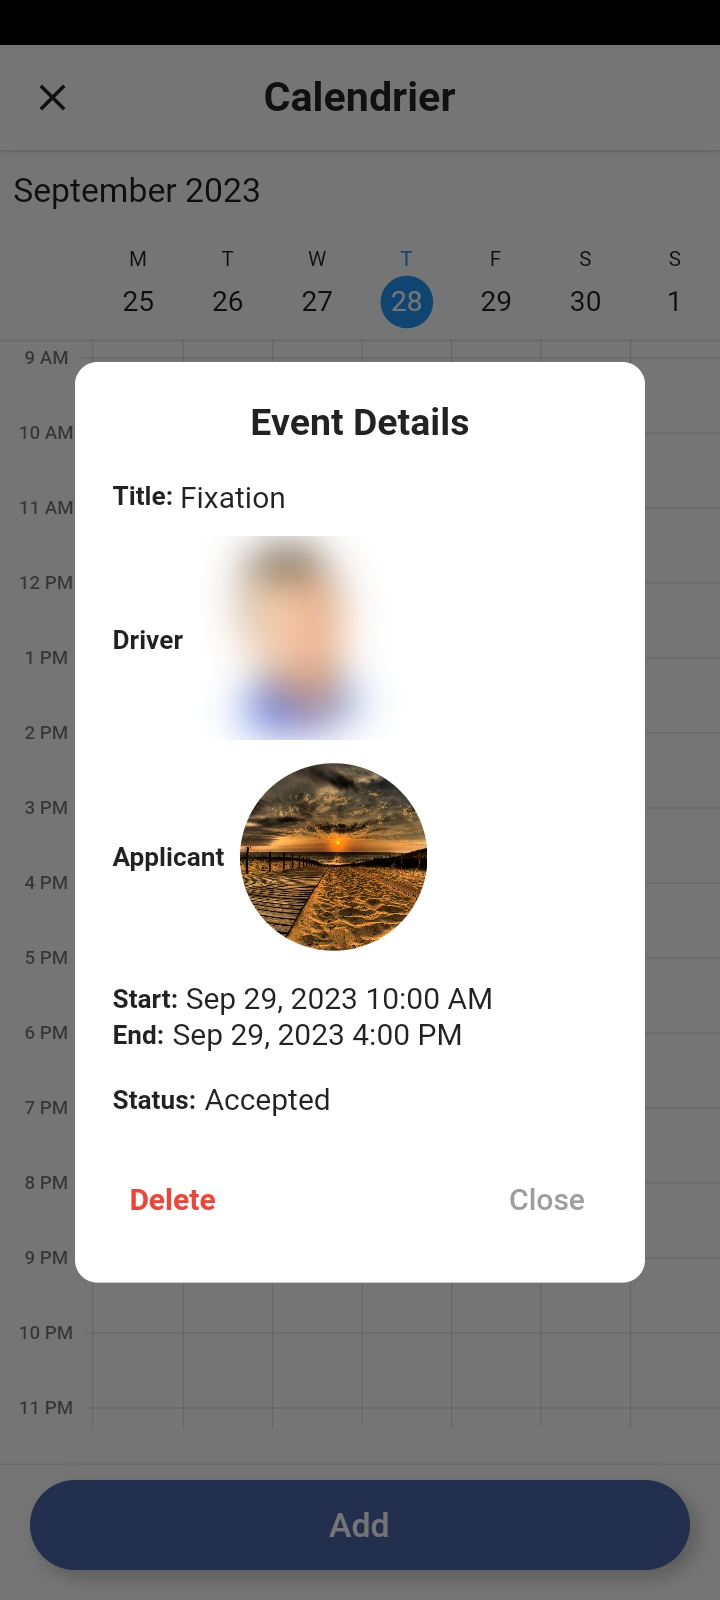 Calendrier
September 2023
M T W T F S S
25 26 27 28 29 30 1
9 AM
10 AM
11 AM
12 PM
1 PM
2 PM
3 PM
4 PM
5 PM
6 PM
7 PM
8 PM
9 PM
10 PM
11 PM
Event Details
Title: Fixation
Driver
Applicant
Start: Sep 29, 2023 10:00 AM
End: Sep 29, 2023 4:00 PM
Status: Accepted
Delete Close
Add